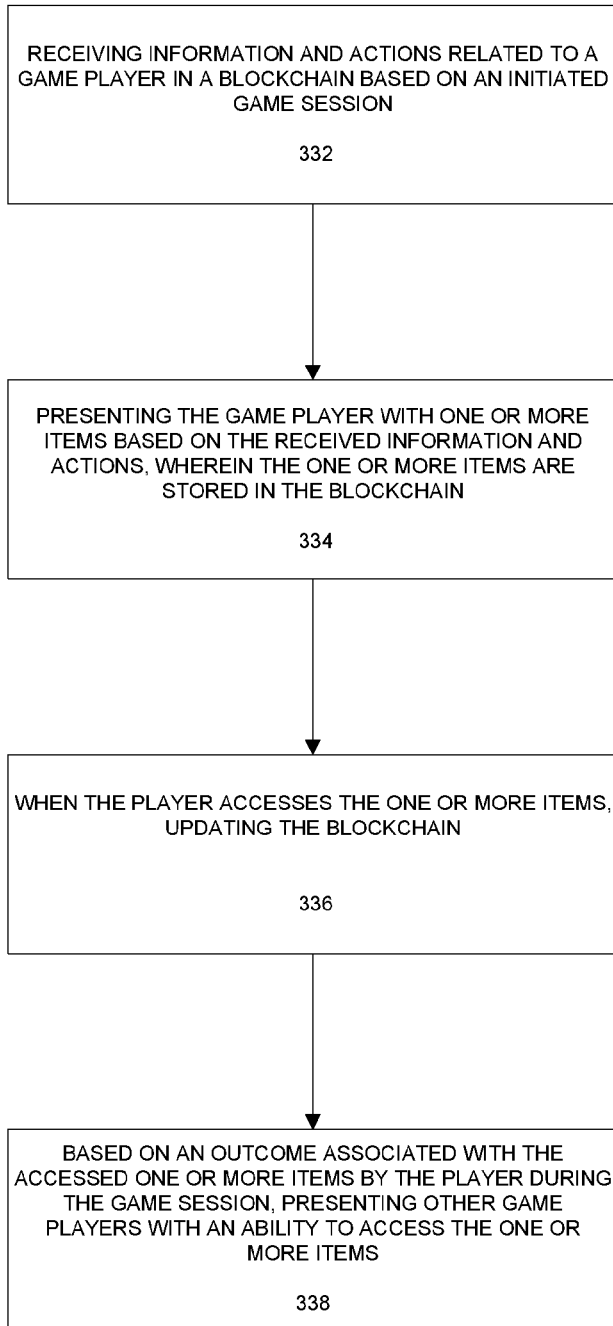 RECEIVING INFORMATION AND ACTIONS RELATED TO A
GAME PLAYER IN A BLOCKCHAIN BASED ON AN INITIATED
GAME SESSION
332
PRESENTING THE GAME PLAYER WITH ONE OR MORE
ITEMS BASED ON THE RECEIVED INFORMATION AND
ACTIONS, WHEREIN THE ONE OR MORE ITEMS ARE
STORED IN THE BLOCKCHAIN
334
WHEN THE PLAYER ACCESSES THE ONE OR MORE ITEMS,
UPDATING THE BLOCKCHAIN
336
BASED ON AN OUTCOME ASSOCIATED WITH THE
ACCESSED ONE OR MORE ITEMS BY THE PLAYER DURING
THE GAME SESSION, PRESENTING OTHER GAME
PLAYERS WITH AN ABILITY TO ACCESS THE ONE OR
MORE ITEMS
338